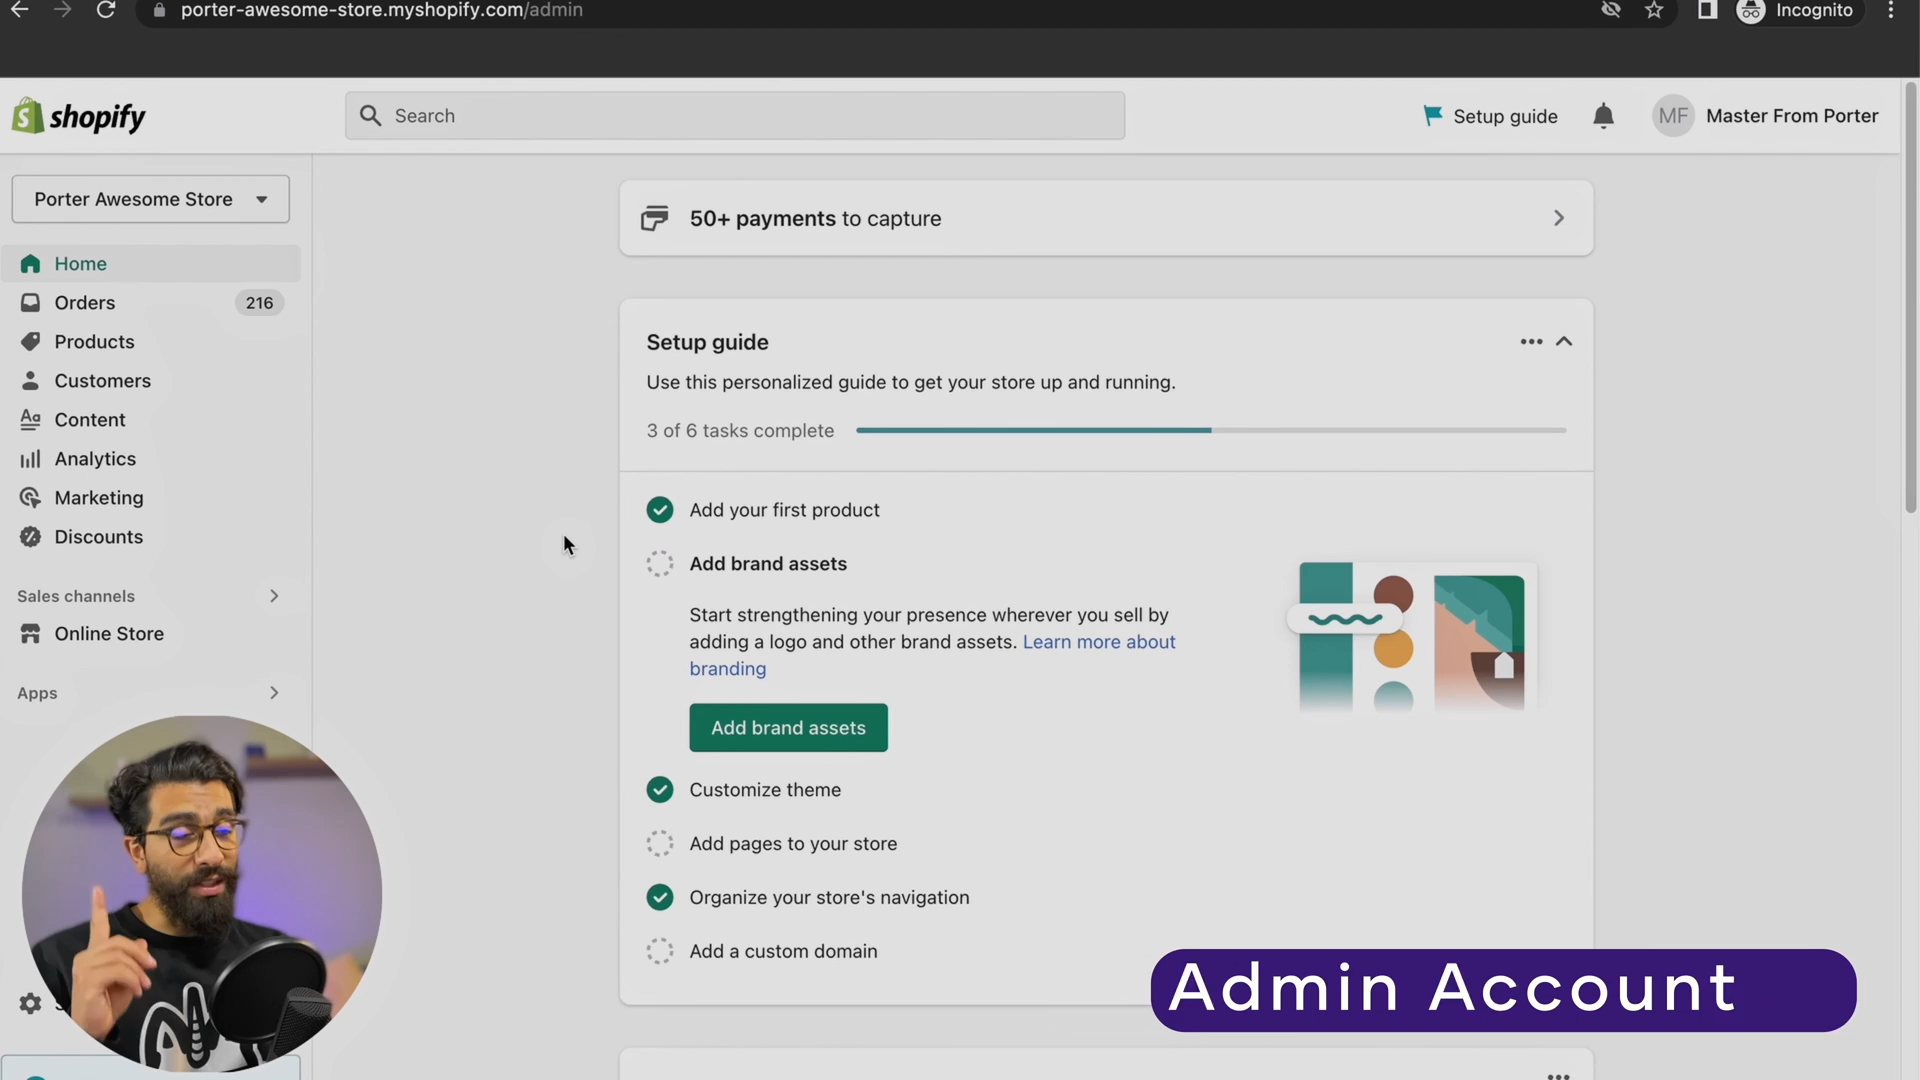 porter-awesome-store.myshopify.com/admin
Incognito
shopify
Search
Setup guide
MF
Master From Porter
Porter Awesome Store
Home
Orders
216
Products
Customers
Content
Analytics
Marketing
Discounts
Sales channels
Online Store
Apps
50+ payments to capture
Setup guide
Use this personalized guide to get your store up and running.
3 of 6 tasks complete
Add your first product
Add brand assets
Start strengthening your presence wherever you sell by
adding a logo and other brand assets. Learn more about
branding
Add brand assets
Customize theme
Add pages to your store
Organize your store's navigation
Add a custom domain
Admin Account